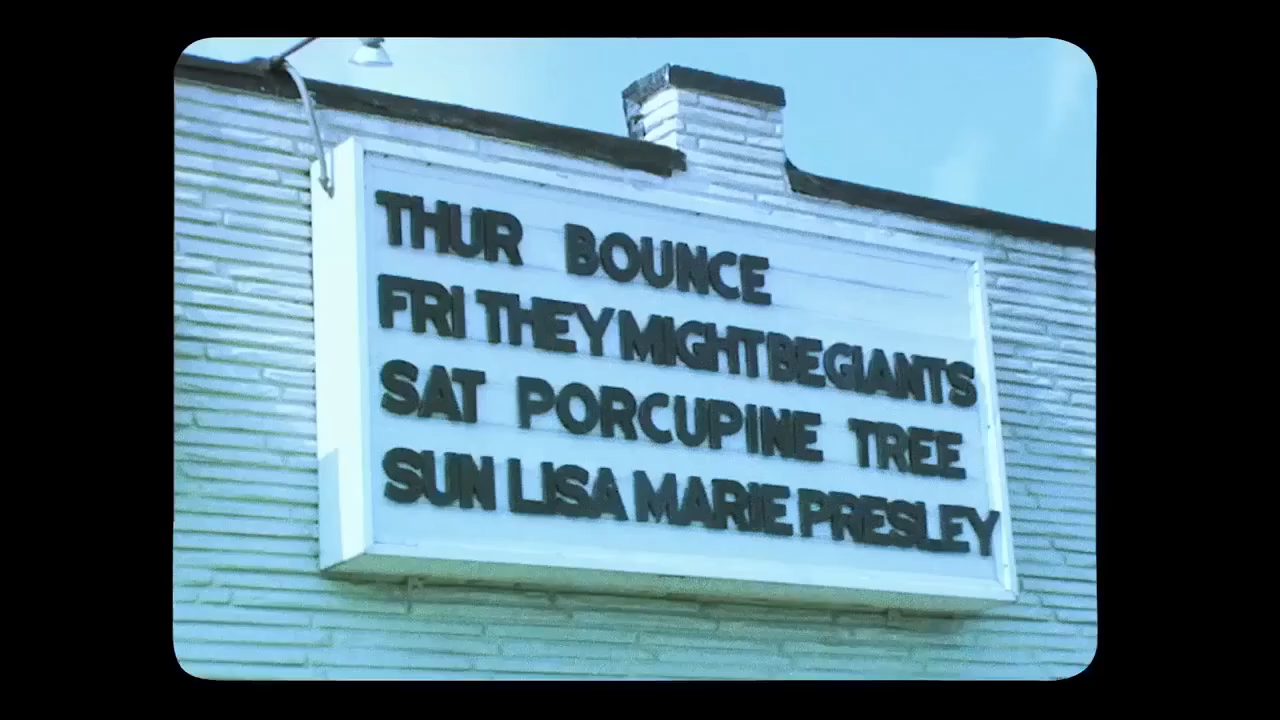 THUR BOUNCE
FRI THEY MIGHT BE GIANTS
SAT PORCUPINE TREE
SUN LISA MARIE PRESLEY